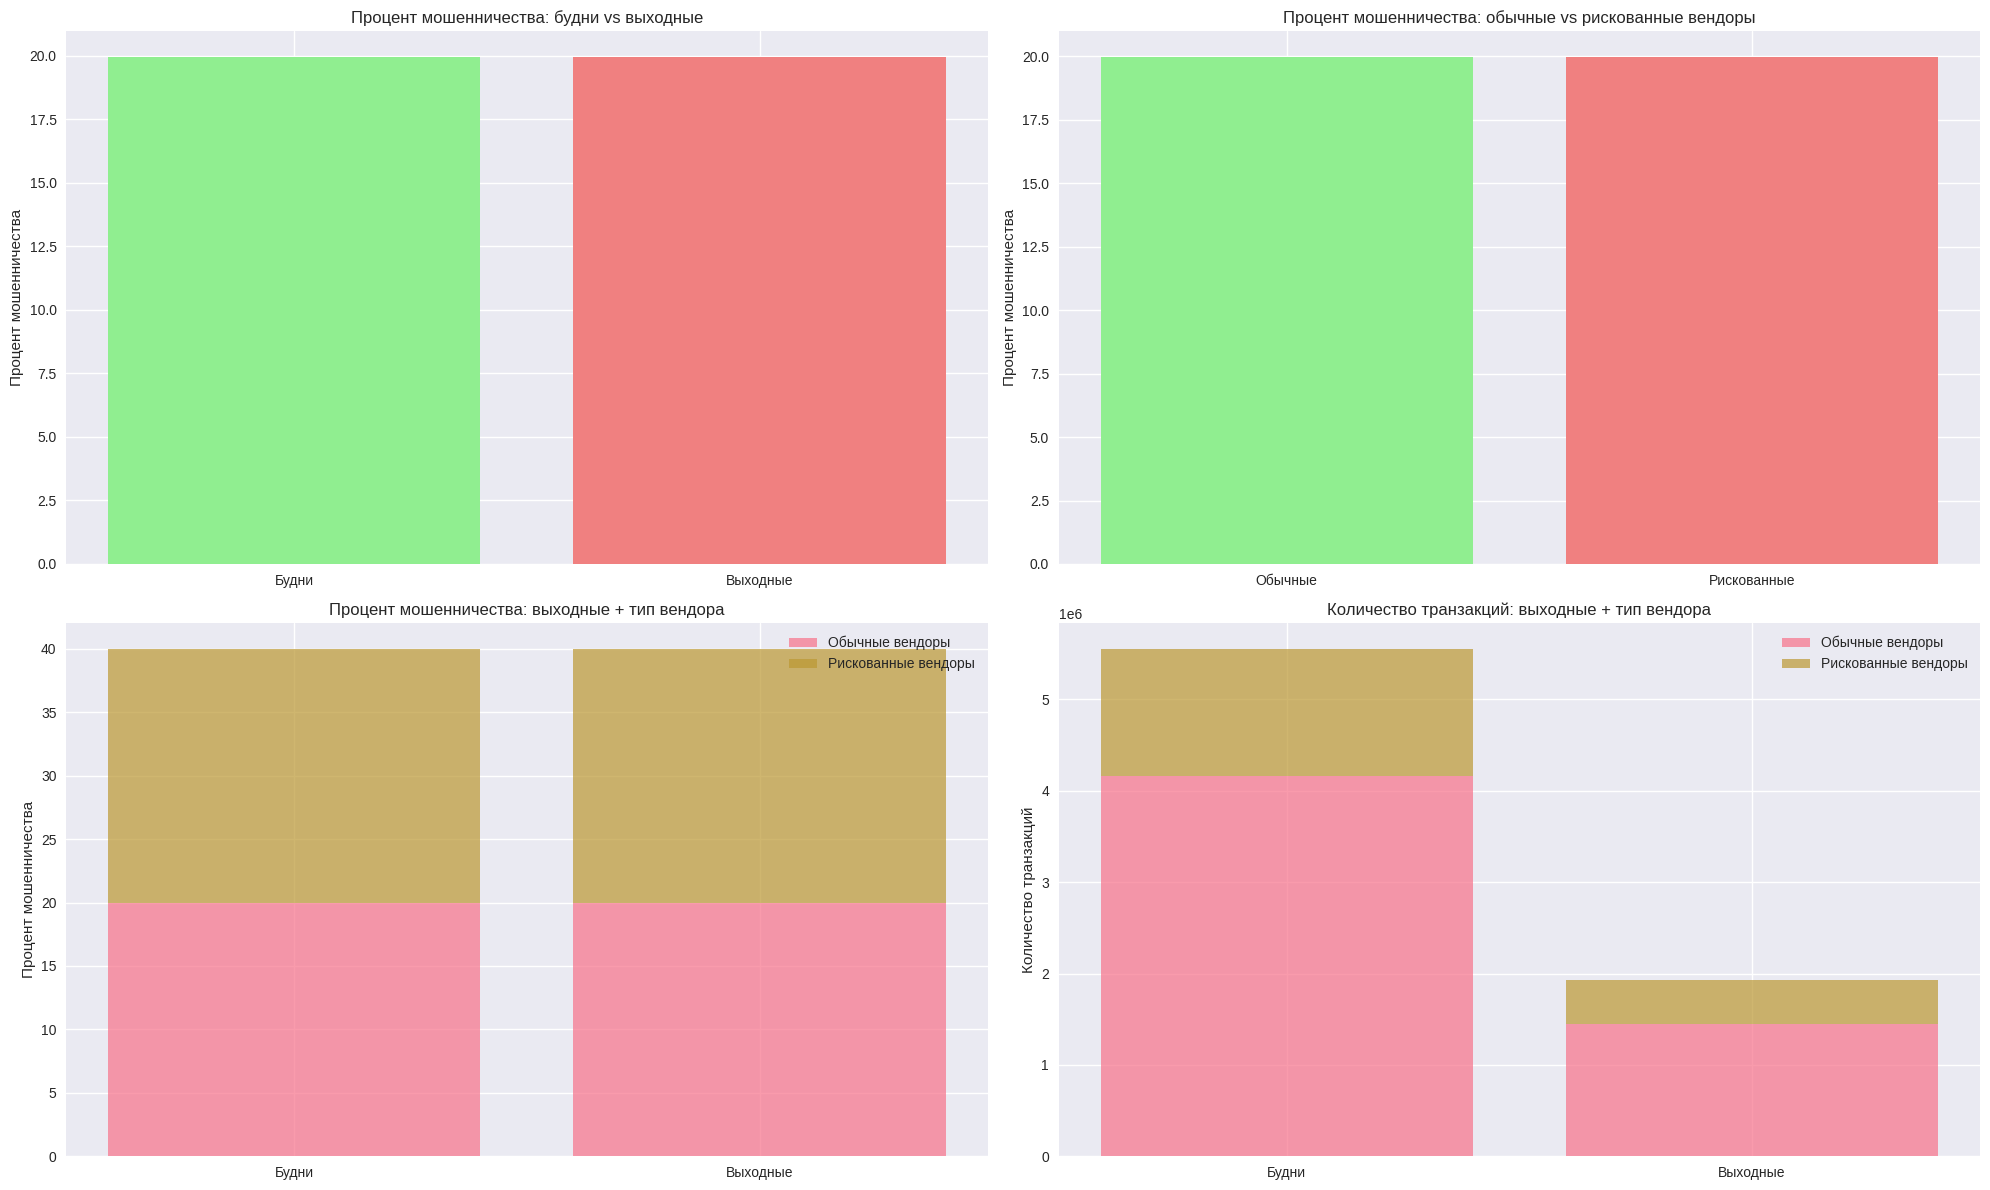 Процент мошенничества: будни vs выходные
Процент мошенничества
20.0
17.5
15.0
12.5
10.0
7.5
5.0
2.5
0.0
Будни
Выходные
Процент мошенничества: обычные vs рискованные вендоры
Процент мошенничества
20.0
17.5
15.0
12.5
10.0
7.5
5.0
2.5
0.0
Обычные
Рискованные
Процент мошенничества: выходные + тип вендора
Процент мошенничества
40
35
30
25
20
15
10
5
0
Обычные вендоры
Рискованные вендоры
Будни
Выходные
Количество транзакций: выходные + тип вендора
1e6
Количество транзакций
5
4
3
2
1
0
Обычные вендоры
Рискованные вендоры
Будни
Выходные